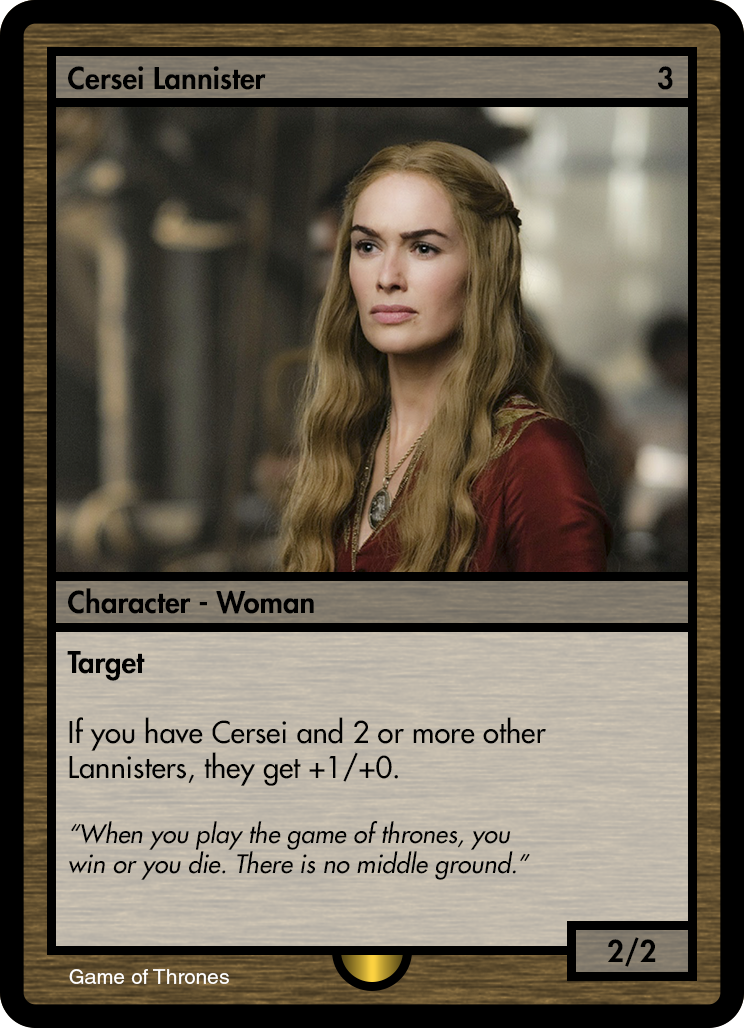 Cersei Lannister 3
Character - Woman
Target
If you have Cersei and 2 or more other
Lannisters, they get +1/+0.
“When you play the game of thrones, you
win or you die. There is no middle ground.”
2/2
Game of Thrones